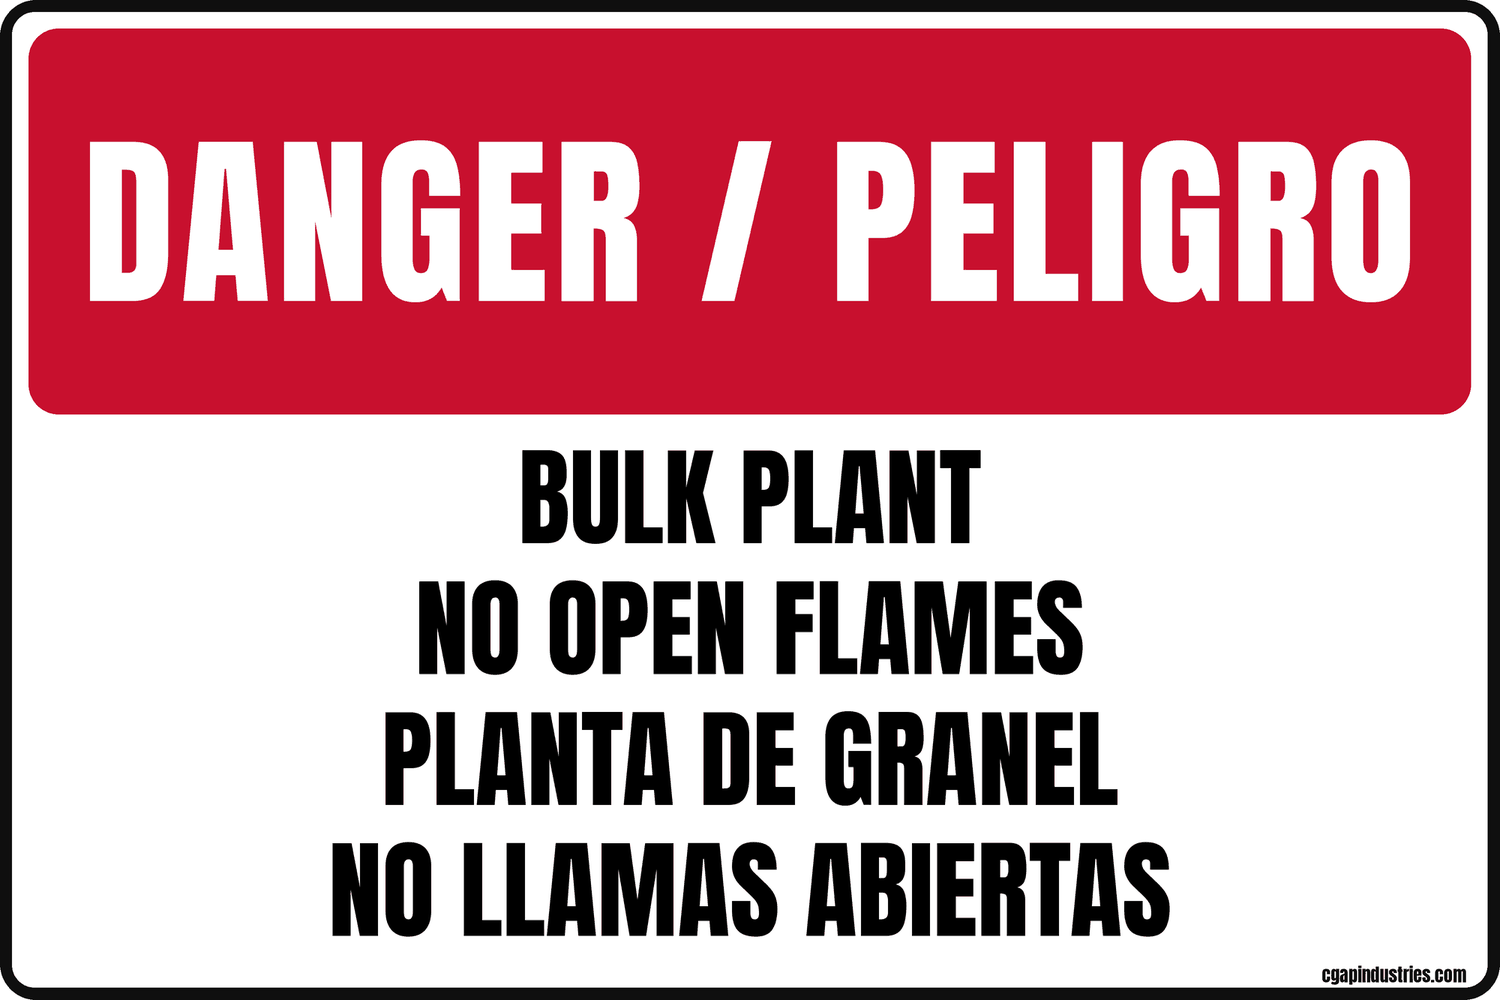 DANGER / PELIGRO
BULK PLANT
NO OPEN FLAMES
PLANTA DE GRANEL
NO LLAMAS ABIERTAS
cgapindustries.com